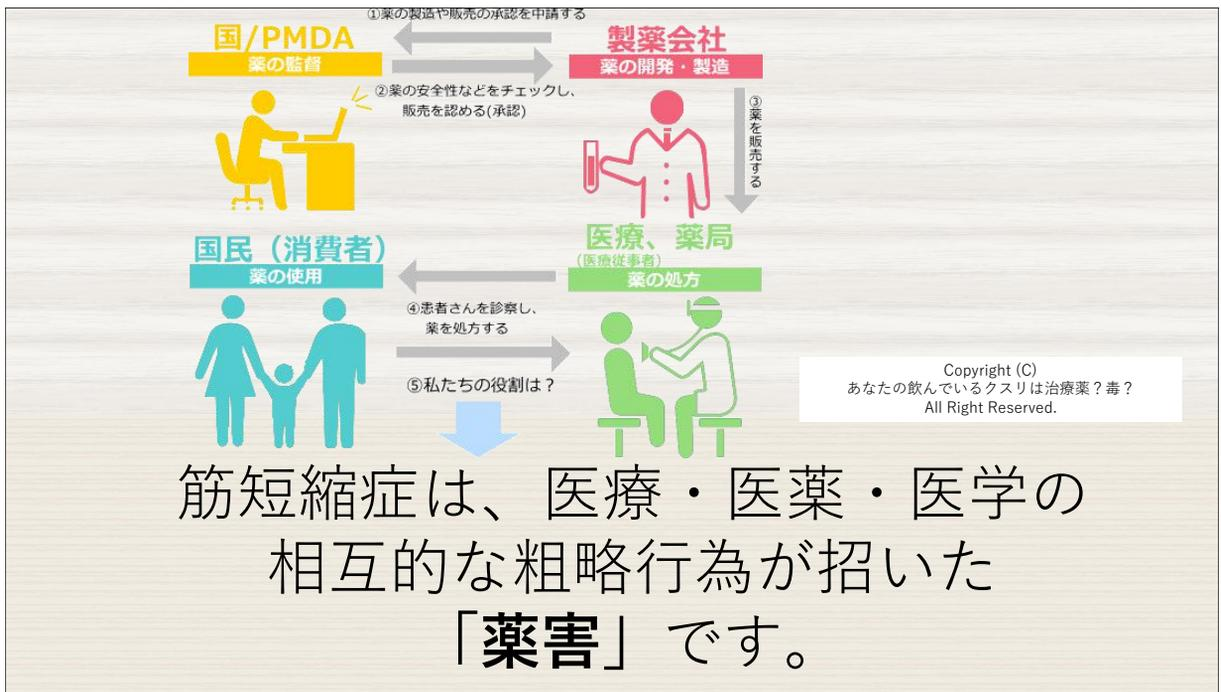 ①薬の製造や販売の承認を申請する
国/PMDA
薬の監督
製薬会社
薬の開発・製造
②薬の安全性などをチェックし、
販売を認める(承認)
③薬を販売する
国民（消費者）
薬の使用
医療、薬局
（医療従事者）
薬の処方
④患者さんを診察し、
薬を処方する
⑤私たちの役割は？
Copyright (C)
あなたの飲んでいるクスリは治療薬？毒？
All Right Reserved.
筋短縮症は、医療・医薬・医学の
相互的な粗略行為が招いた
「薬害」です。